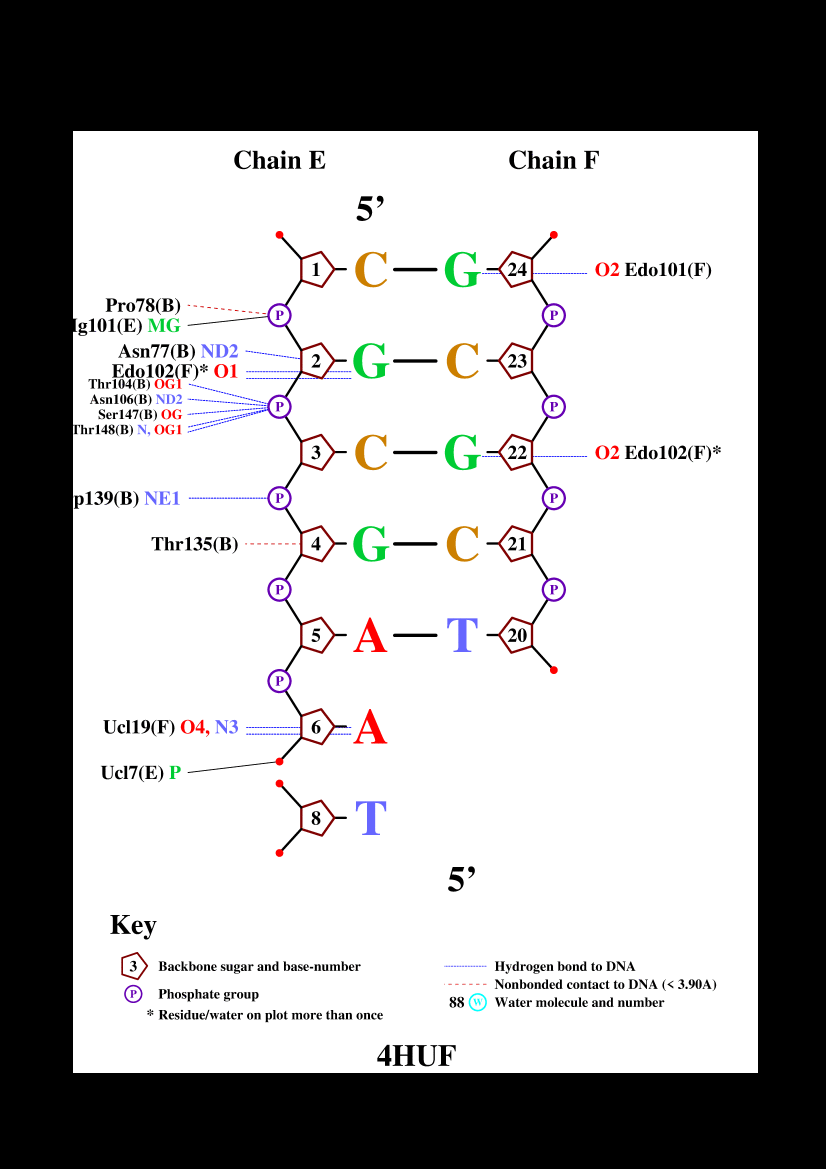 Chain E Chain F
5’
1 C G 24 O2 Edo101(F)
Pro78(B)
P P
g101(E) MG
Asn77(B) ND2
2 G C 23
Edo102(F)* O1
Thr104(B) OG1
Asn106(B) ND2
P P
Ser147(B) OG
Thr148(B) N, OG1
3 C G 22 O2 Edo102(F)*
p139(B) NE1 P P
Thr135(B) 4 G C 21
P P
5 A T 20
P
Ucl19(F) O4, N3 6 A
Ucl7(E) P
8 T
5’
Key
3 Backbone sugar and base-number
P Phosphate group
* Residue/water on plot more than once
Hydrogen bond to DNA
Nonbonded contact to DNA (< 3.90A)
88 W Water molecule and number
4HUF